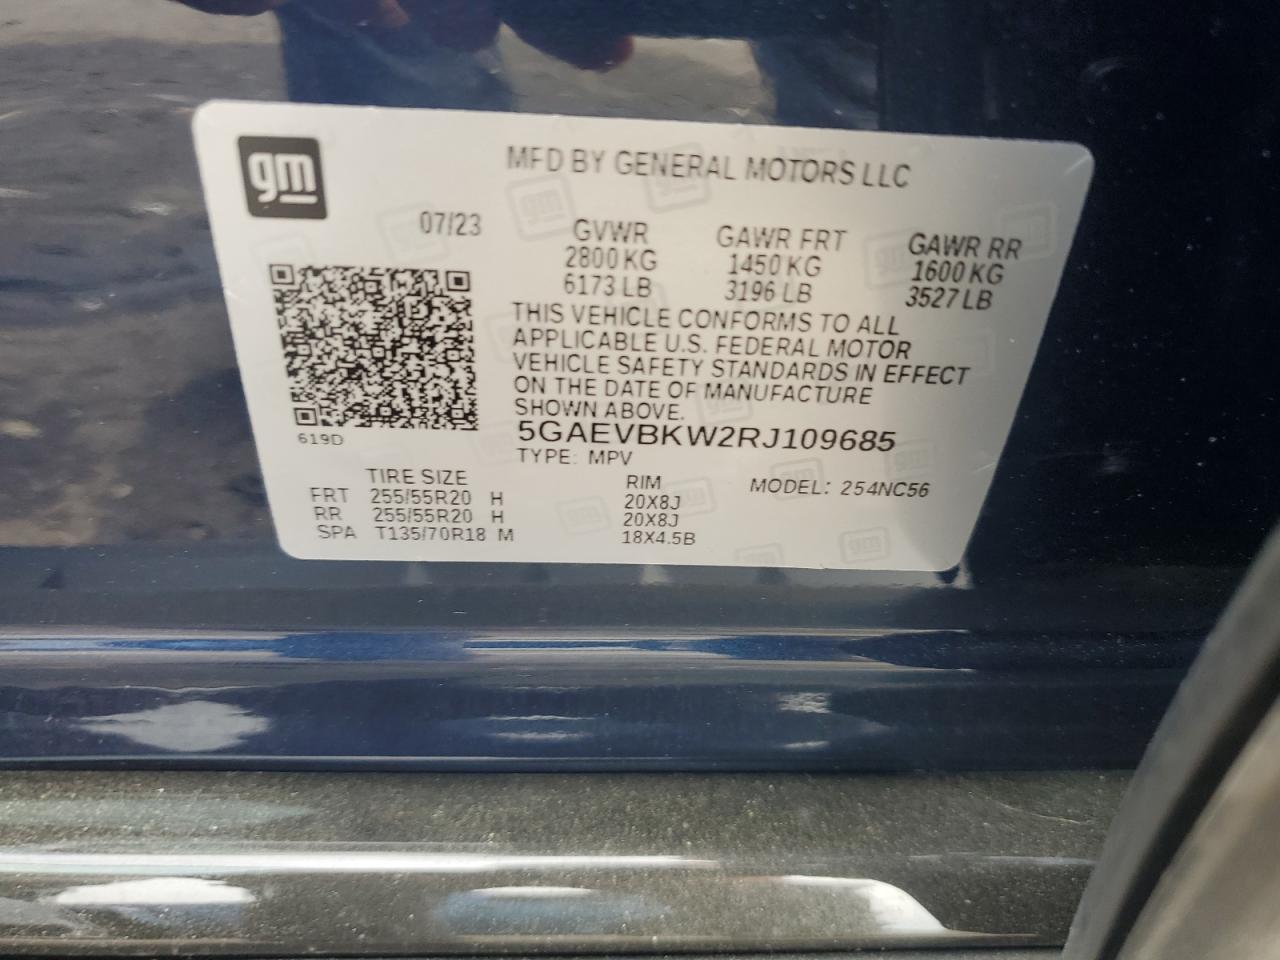 gm
MFD BY GENERAL MOTORS LLC
07/23
GVWR
2800 KG
6173 LB
GAWR FRT
1450 KG
3196 LB
GAWR RR
1600 KG
3527 LB
THIS VEHICLE CONFORMS TO ALL
APPLICABLE U.S. FEDERAL MOTOR
VEHICLE SAFETY STANDARDS IN EFFECT
ON THE DATE OF MANUFACTURE
SHOWN ABOVE.
619D
5GAEVBKW2RJ109685
TYPE: MPV
MODEL: 254NC56
TIRE SIZE RIM
FRT 255/55R20 H 20X8J
RR 255/55R20 H 20X8J
SPA T135/70R18 M 18X4.5B